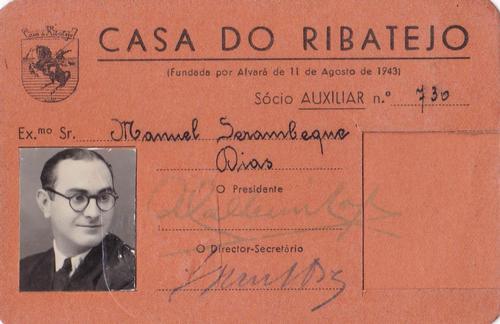 Casa do Ribatejo
CASA DO RIBATEJO
(Fundada por Alvará de 11 de Agosto de 1943)
Sócio AUXILIAR n.º 730
Ex.mo Sr. Manuel Serambeque
Dias
O Presidente
O Director-Secretário